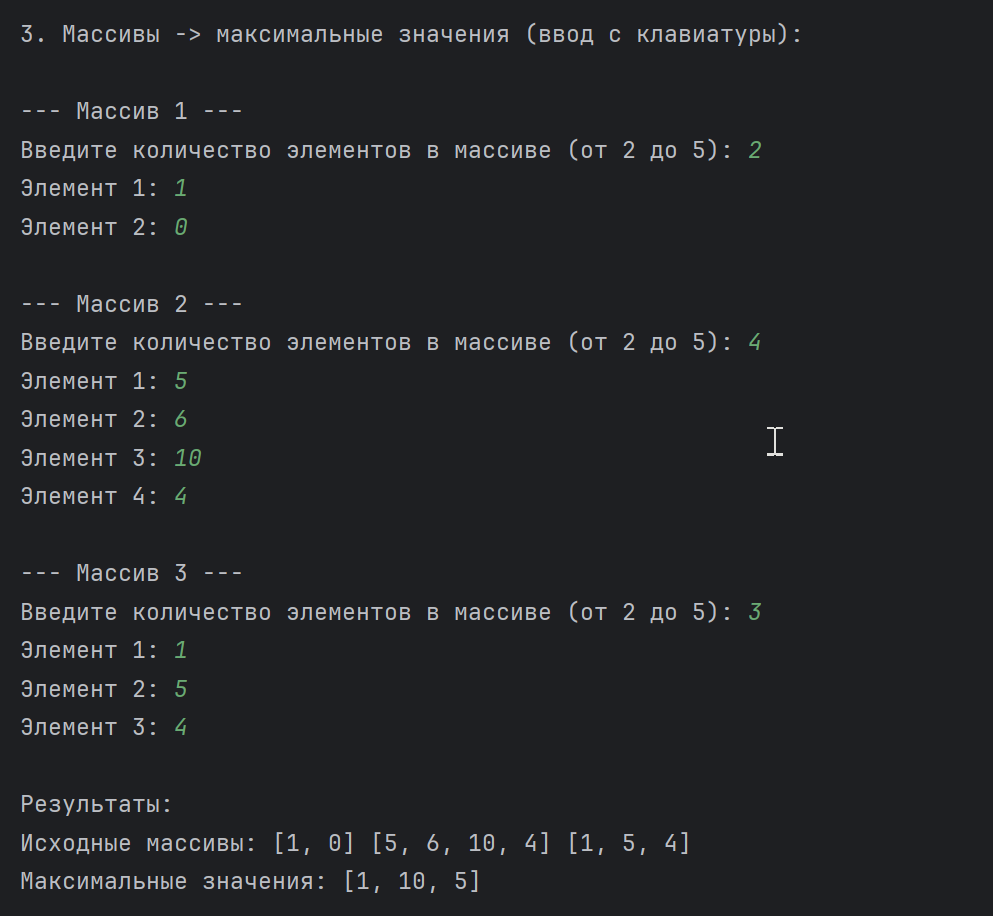 3. Массивы -> максимальные значения (ввод с клавиатуры):
--- Массив 1 ---
Введите количество элементов в массиве (от 2 до 5): 2
Элемент 1: 1
Элемент 2: 0
--- Массив 2 ---
Введите количество элементов в массиве (от 2 до 5): 4
Элемент 1: 5
Элемент 2: 6
Элемент 3: 10
Элемент 4: 4
--- Массив 3 ---
Введите количество элементов в массиве (от 2 до 5): 3
Элемент 1: 1
Элемент 2: 5
Элемент 3: 4
Результаты:
Исходные массивы: [1, 0] [5, 6, 10, 4] [1, 5, 4]
Максимальные значения: [1, 10, 5]